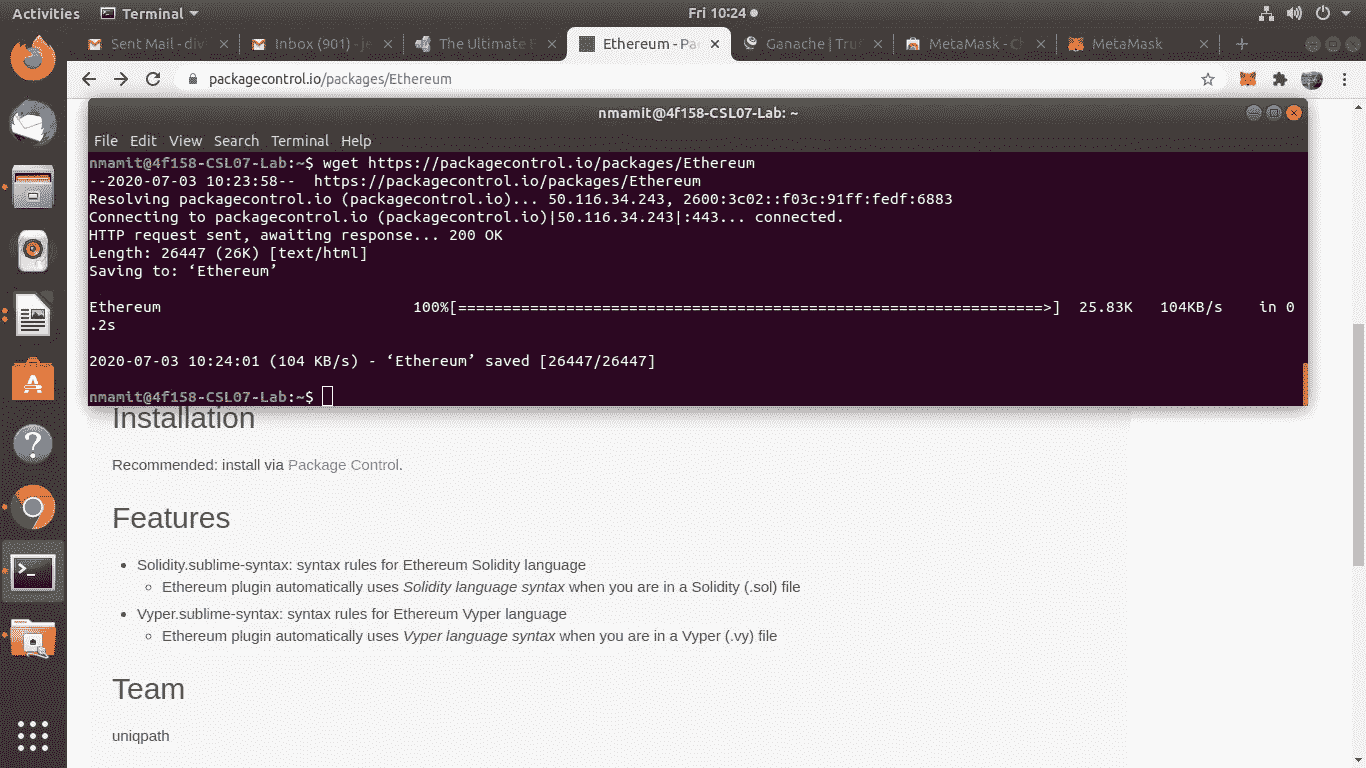 Activities Terminal Fri 10:24
Sent Mail - div Inbox (901) - je The Ultimate E Ethereum - Pa Ganache | Tru MetaMask - Ch MetaMask
packagecontrol.io/packages/Ethereum
nmamit@4f158-CSL07-Lab: ~
File Edit View Search Terminal Help
nmamit@4f158-CSL07-Lab:~$ wget https://packagecontrol.io/packages/Ethereum
--2020-07-03 10:23:58-- https://packagecontrol.io/packages/Ethereum
Resolving packagecontrol.io (packagecontrol.io)... 50.116.34.243, 2600:3c02::f03c:91ff:fedf:6883
Connecting to packagecontrol.io (packagecontrol.io)|50.116.34.243|:443... connected.
HTTP request sent, awaiting response... 200 OK
Length: 26447 (26K) [text/html]
Saving to: ‘Ethereum’
Ethereum 100%[=================================================================>] 25.83K 104KB/s in 0
.2s
2020-07-03 10:24:01 (104 KB/s) - ‘Ethereum’ saved [26447/26447]
nmamit@4f158-CSL07-Lab:~$
Installation
Recommended: install via Package Control.
Features
• Solidity.sublime-syntax: syntax rules for Ethereum Solidity language
◦ Ethereum plugin automatically uses Solidity language syntax when you are in a Solidity (.sol) file
• Vyper.sublime-syntax: syntax rules for Ethereum Vyper language
◦ Ethereum plugin automatically uses Vyper language syntax when you are in a Vyper (.vy) file
Team
uniqpath